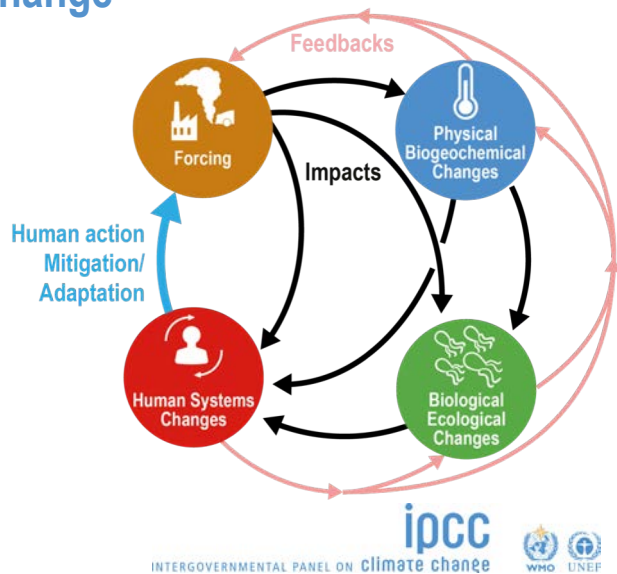 hange
Feedbacks
Forcing
Physical
Biogeochemical
Changes
Impacts
Human action
Mitigation/
Adaptation
Human Systems
Changes
Biological
Ecological
Changes
ipcc
INTERGOVERNMENTAL PANEL ON climate change
WMO
UNEP